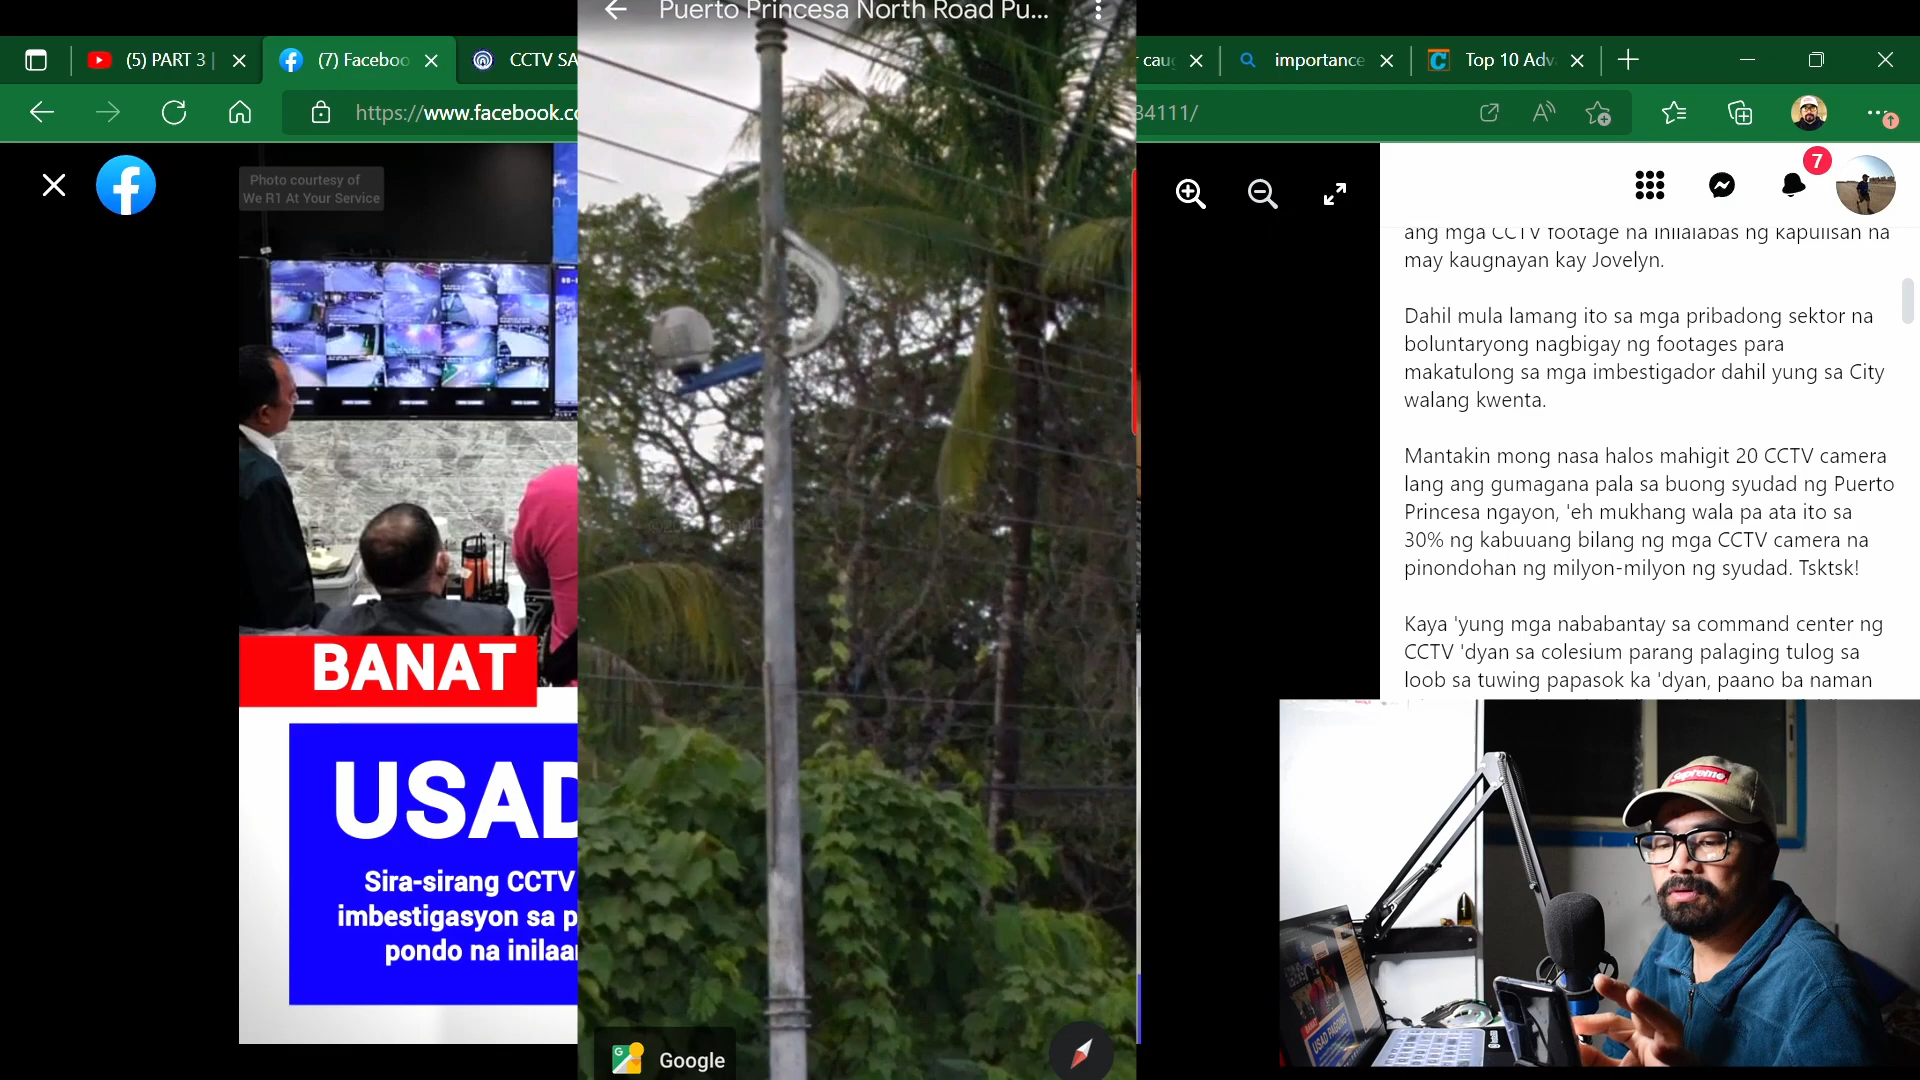 Puerto Princesa North Road Pu...
(5) PART 3 |
(7) Faceboo
CCTV SA
r cau
importance
Top 10 Adv
https://www.facebook.co
34111/
Photo courtesy of
We R1 At Your Service
7
ang mga CCTV footage na inilalabas ng kapulisan na
may kaugnayan kay Jovelyn.
Dahil mula lamang ito sa mga pribadong sektor na
boluntaryong nagbigay ng footages para
makatulong sa mga imbestigador dahil yung sa City
walang kwenta.
Mantakin mong nasa halos mahigit 20 CCTV camera
lang ang gumagana pala sa buong syudad ng Puerto
Princesa ngayon, 'eh mukhang wala pa ata ito sa
30% ng kabuuang bilang ng mga CCTV camera na
pinondohan ng milyon-milyon ng syudad. Tsktsk!
Kaya 'yung mga nababantay sa command center ng
CCTV 'dyan sa colesium parang palaging tulog sa
loob sa tuwing papasok ka 'dyan, paano ba naman
BANAT
USAD
Sira-sirang CCTV
imbestigasyon sa p
pondo na inilaa
Google
Supreme
BANAT
USAD PAGONG